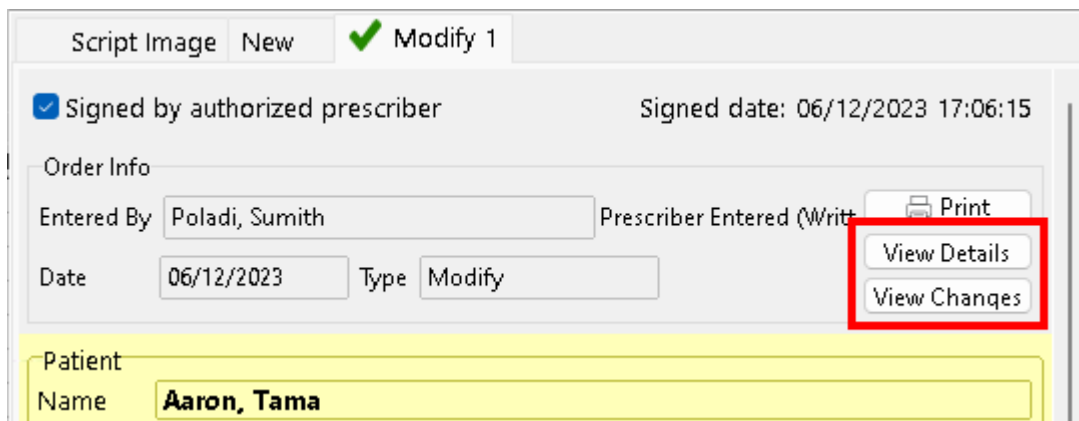 Script Image New Modify 1
Signed by authorized prescriber Signed date: 06/12/2023 17:06:15
Order Info
Entered By Poladi, Sumith Prescriber Entered (Writt Print
View Details
Date 06/12/2023 Type Modify
View Changes
Patient
Name Aaron, Tama